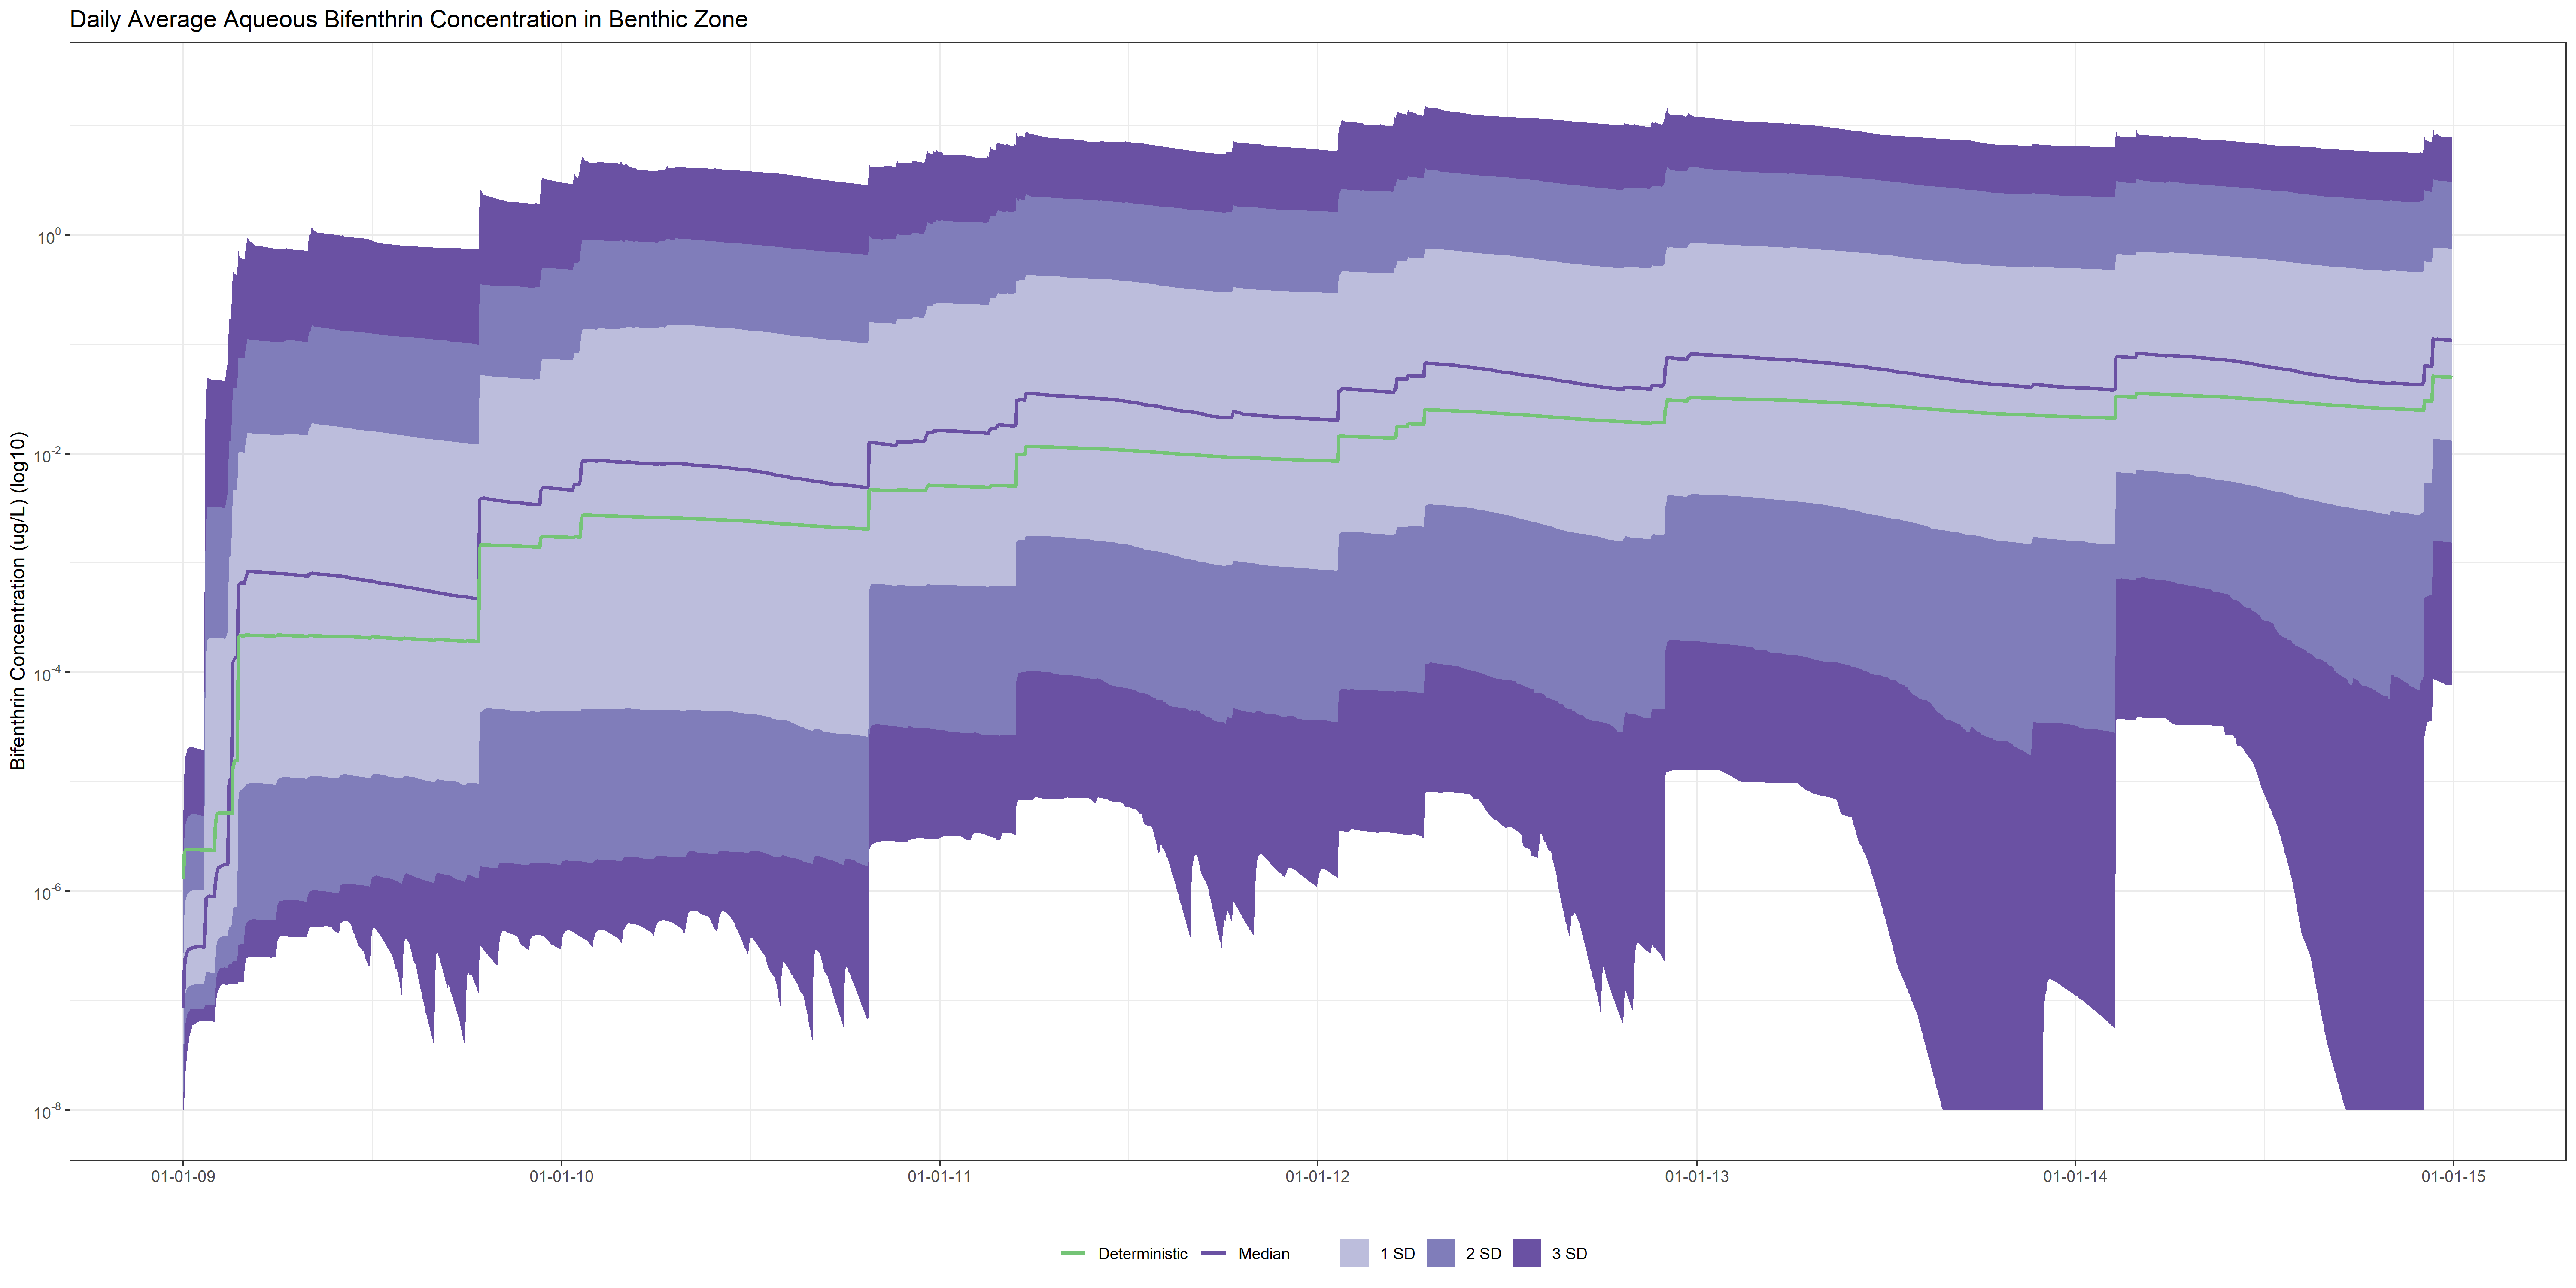 Daily Average Aqueous Bifenthrin Concentration in Benthic Zone
Bifenthrin Concentration (ug/L) (log10)
10^0
10^-2
10^-4
10^-6
10^-8
01-01-09 01-01-10 01-01-11 01-01-12 01-01-13 01-01-14 01-01-15
Deterministic Median 1 SD 2 SD 3 SD